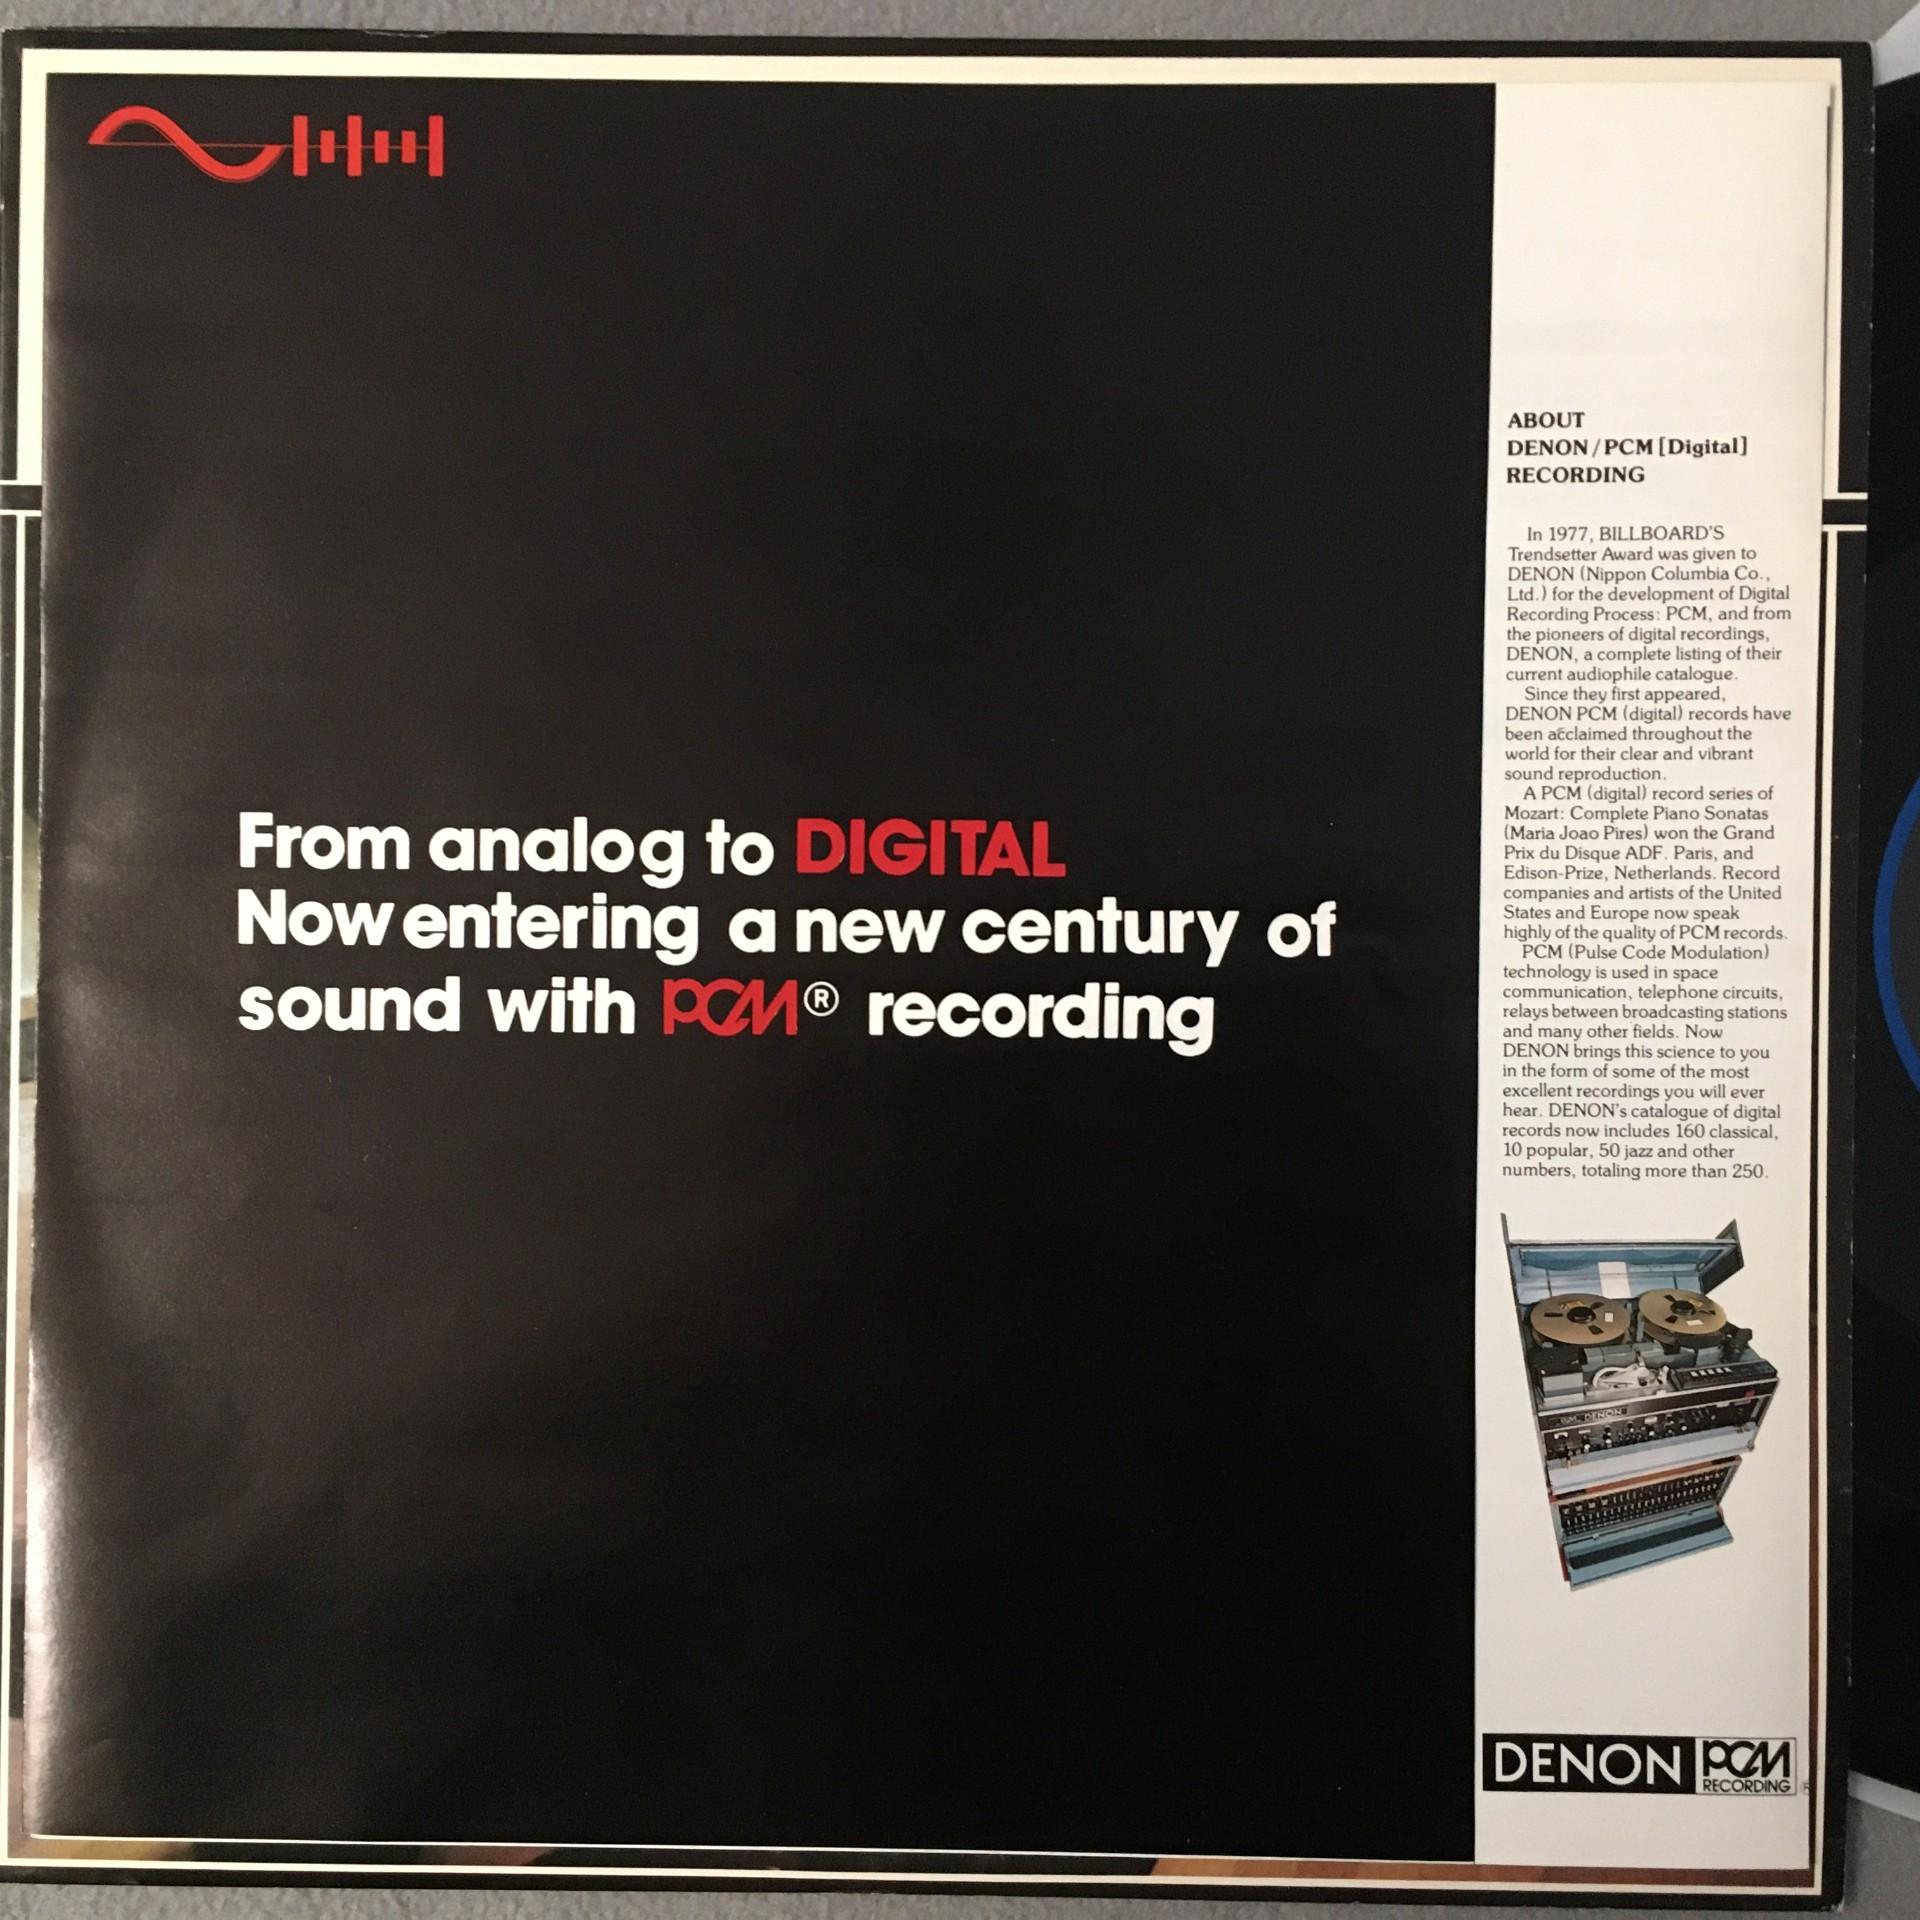 From analog to DIGITAL
Now entering a new century of
sound with PCM® recording
ABOUT
DENON/PCM [Digital]
RECORDING
In 1977, BILLBOARD'S
Trendsetter Award was given to
DENON (Nippon Columbia Co.,
Ltd.) for the development of Digital
Recording Process: PCM, and from
the pioneers of digital recordings,
DENON, a complete listing of their
current audiophile catalogue.
Since they first appeared,
DENON PCM (digital) records have
been acclaimed throughout the
world for their clear and vibrant
sound reproduction.
A PCM (digital) record series of
Mozart: Complete Piano Sonatas
(Maria Joao Pires) won the Grand
Prix du Disque ADF. Paris, and
Edison-Prize, Netherlands. Record
companies and artists of the United
States and Europe now speak
highly of the quality of PCM records.
PCM (Pulse Code Modulation)
technology is used in space
communication, telephone circuits,
relays between broadcasting stations
and many other fields. Now
DENON brings this science to you
in the form of some of the most
excellent recordings you will ever
hear. DENON's catalogue of digital
records now includes 160 classical,
10 popular, 50 jazz and other
numbers, totaling more than 250.
DENON
DENON PCM
RECORDING ®